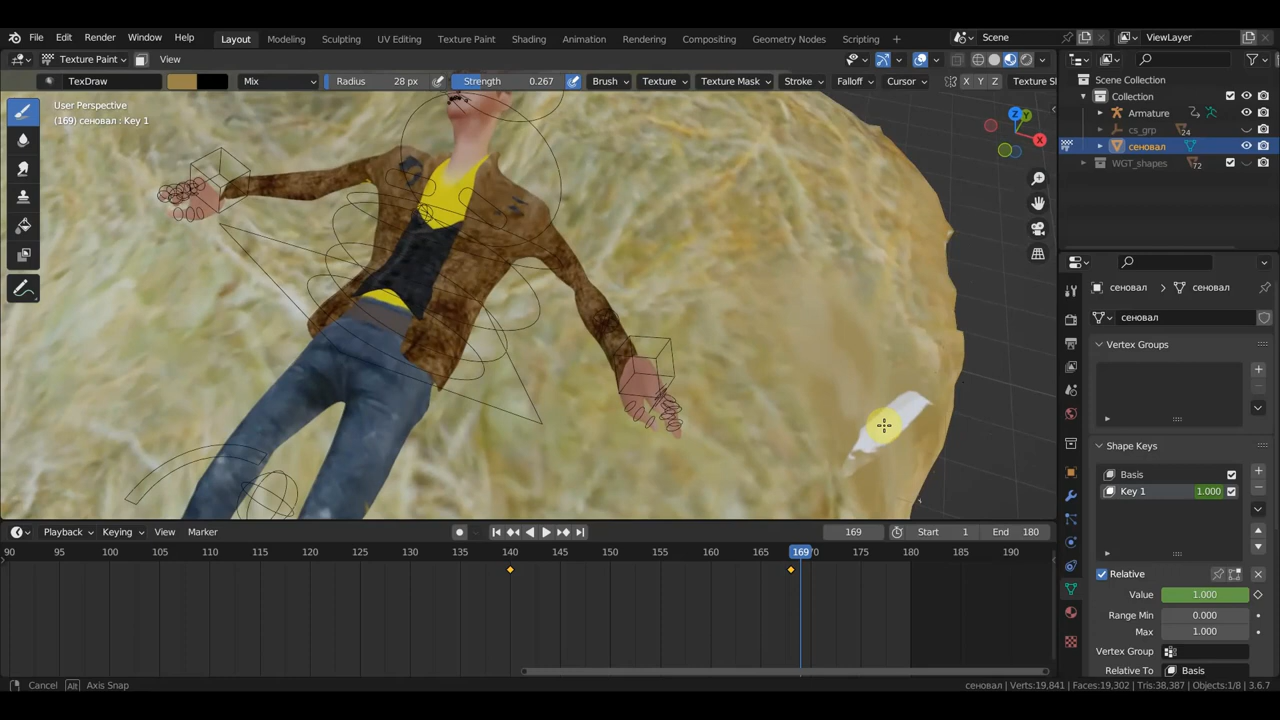 File Edit Render Window Help Layout Modeling Sculpting UV Editing Texture Paint Shading Animation Rendering Compositing Geometry Nodes Scripting + Scene ViewLayer
Texture Paint View
TexDraw Mix Radius 28 px Strength 0.267 Brush Texture Texture Mask Stroke Falloff Cursor X Y Z Texture Sl
User Perspective
(169) сеновал : Key 1
Z
Y
X
Scene Collection
Collection
Armature
cs_grp 24
сеновал
WGT_shapes 72
сеновал > сеновал
сеновал
Vertex Groups
Shape Keys
Basis
Key 1 1.000
Relative
Value 1.000
Range Min 0.000
Max 1.000
Vertex Group
Relative To Basis
Playback Keying View Marker 169 Start 1 End 180
90 95 100 105 110 115 120 125 130 135 140 145 150 155 160 165 169 70 175 180 185 190
Cancel Alt Axis Snap сеновал | Verts:19,841 | Faces:19,302 | Tris:38,387 | Objects:1/8 | 3.6.7